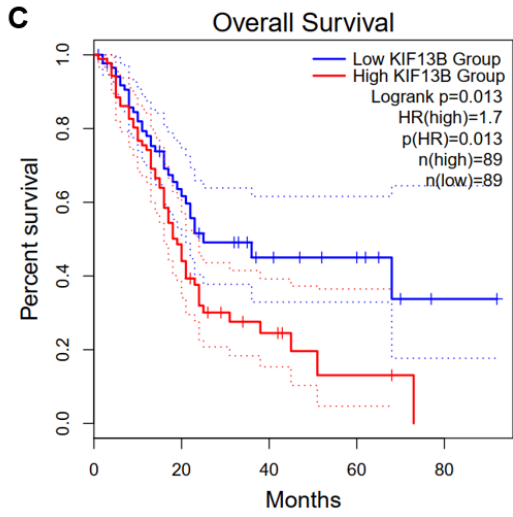 C
Overall Survival
Low KIF13B Group
High KIF13B Group
Logrank p=0.013
HR(high)=1.7
p(HR)=0.013
n(high)=89
n(low)=89
Percent survival
1.0
0.8
0.6
0.4
0.2
0.0
0 20 40 60 80
Months